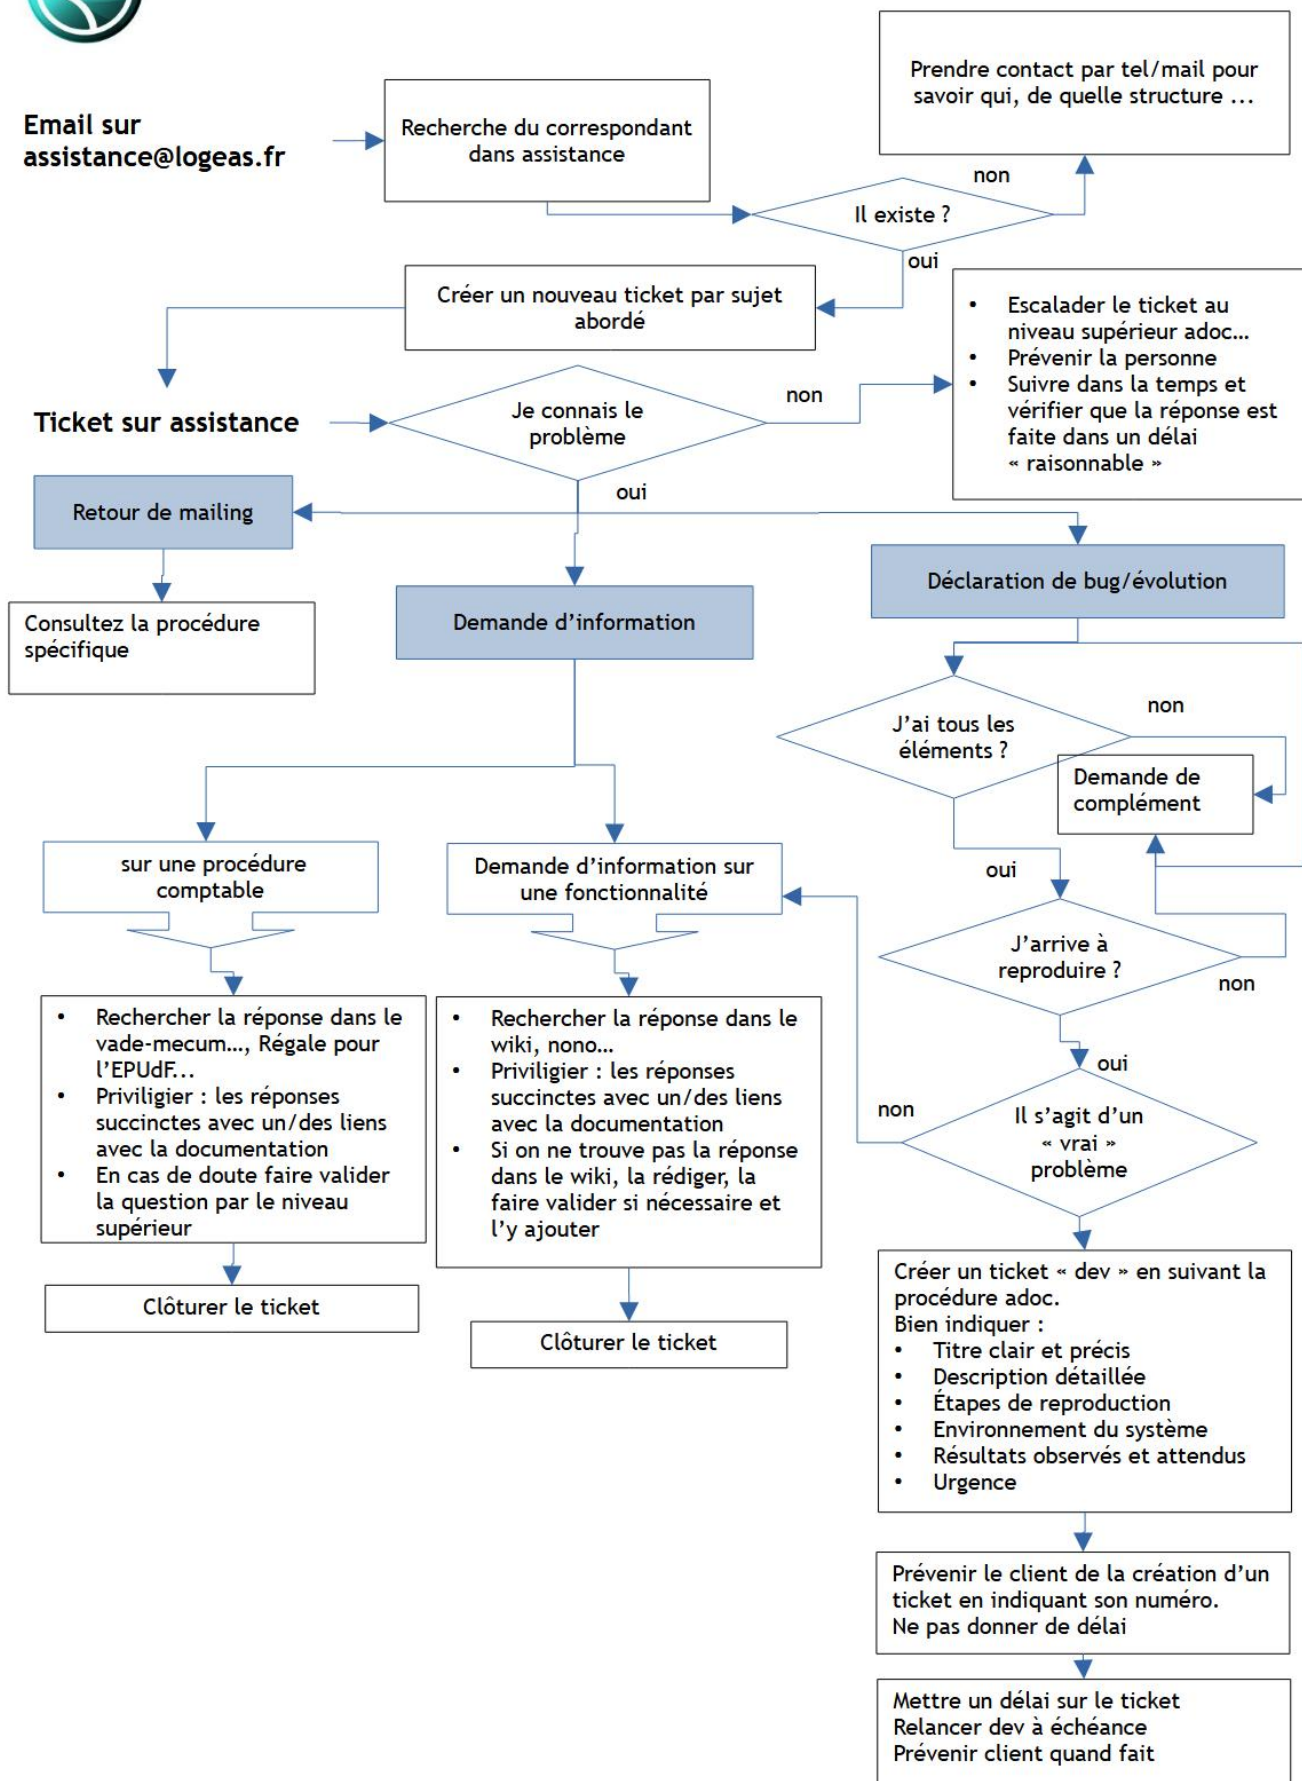 Prendre contact par tel/mail pour
savoir qui, de quelle structure ...
Email sur
assistance@logeas.fr
Recherche du correspondant
dans assistance
non
Il existe ?
oui
Créer un nouveau ticket par sujet
abordé
• Escalader le ticket au
niveau supérieur adoc…
• Prévenir la personne
• Suivre dans la temps et
vérifier que la réponse est
faite dans un délai
« raisonnable »
Ticket sur assistance
Je connais le
problème
non
oui
Retour de mailing
Consultez la procédure
spécifique
Demande d’information
Déclaration de bug/évolution
J’ai tous les
éléments ?
non
Demande de
complément
oui
sur une procédure
comptable
Demande d’information sur
une fonctionnalité
J’arrive à
reproduire ?
non
oui
• Rechercher la réponse dans le
vade-mecum…, Régale pour
l’EPUdF…
• Priviligier : les réponses
succinctes avec un/des liens
avec la documentation
• En cas de doute faire valider
la question par le niveau
supérieur
Clôturer le ticket
• Rechercher la réponse dans le
wiki, nono…
• Priviligier : les réponses
succinctes avec un/des liens
avec la documentation
• Si on ne trouve pas la réponse
dans le wiki, la rédiger, la
faire valider si nécessaire et
l’y ajouter
Clôturer le ticket
non
Il s’agit d’un
« vrai »
problème
Créer un ticket « dev » en suivant la
procédure adoc.
Bien indiquer :
• Titre clair et précis
• Description détaillée
• Étapes de reproduction
• Environnement du système
• Résultats observés et attendus
• Urgence
Prévenir le client de la création d’un
ticket en indiquant son numéro.
Ne pas donner de délai
Mettre un délai sur le ticket
Relancer dev à échéance
Prévenir client quand fait